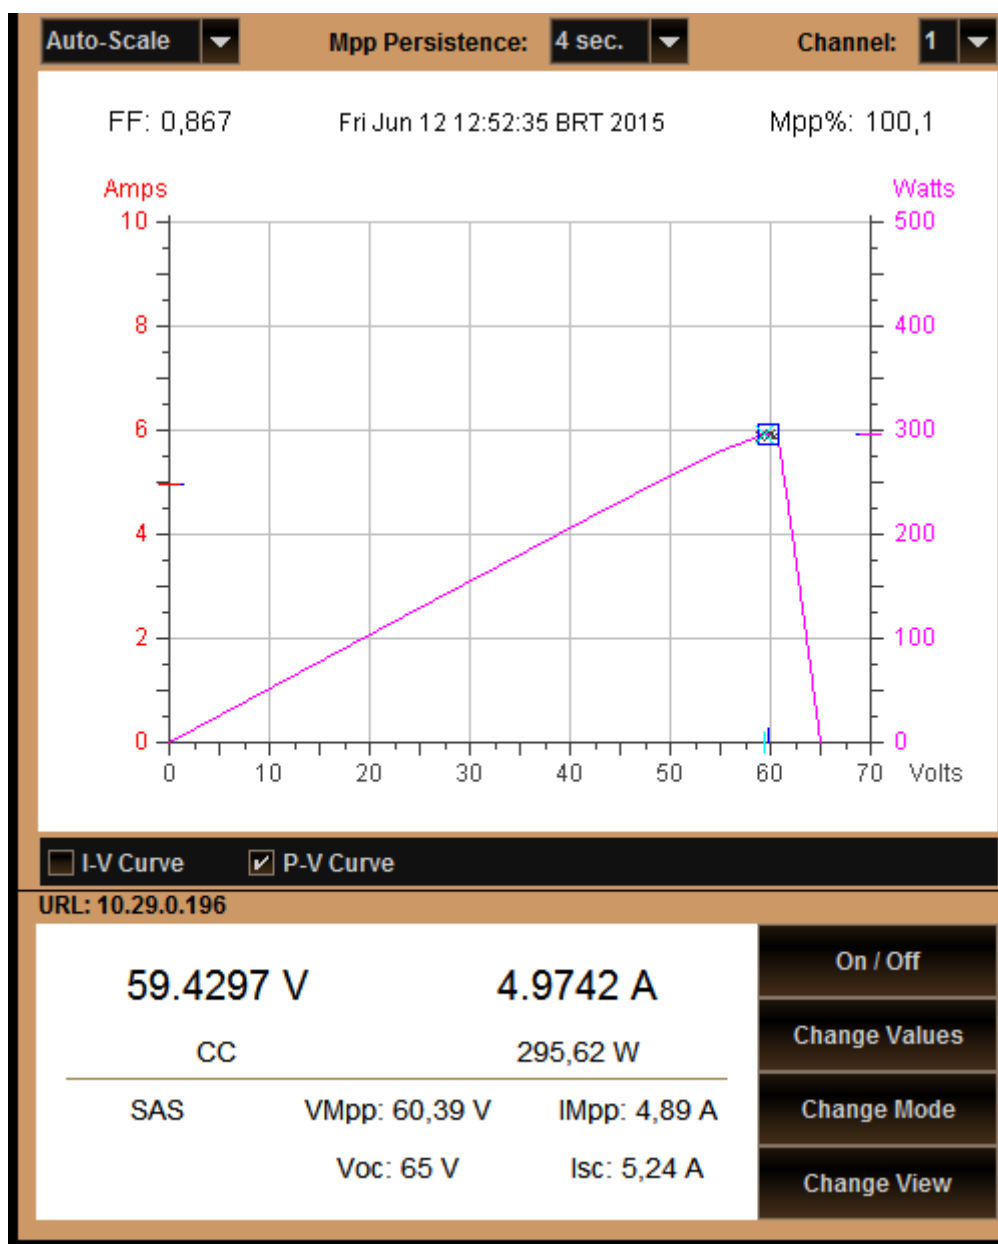 Auto-Scale Mpp Persistence: 4 sec. Channel: 1
FF: 0,867 Fri Jun 12 12:52:35 BRT 2015 Mpp%: 100,1
Amps Watts
10 500
8 400
6 300
4 200
2 100
0 0
0 10 20 30 40 50 60 70 Volts
I-V Curve P-V Curve
URL: 10.29.0.196
59.4297 V 4.9742 A On / Off
CC 295,62 W Change Values
SAS VMpp: 60,39 V IMpp: 4,89 A Change Mode
Voc: 65 V Isc: 5,24 A Change View